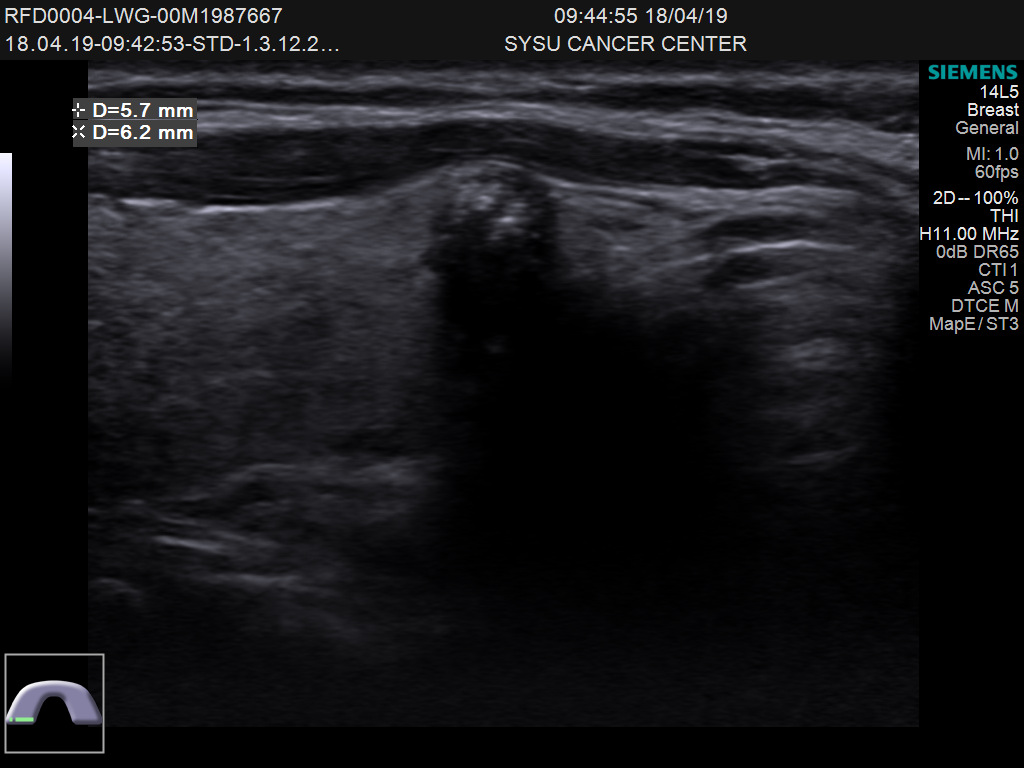 RFD0004-LWG-00M1987667
09:44:55 18/04/19
18.04.19-09:42:53-STD-1.3.12.2...
SYSU CANCER CENTER
D=5.7 mm
D=6.2 mm
SIEMENS
14L5
Breast
General
MI: 1.0
60fps
2D--100%
THI
H11.00 MHz
0dB DR65
CTI 1
ASC 5
DTCE M
MapE/ST3